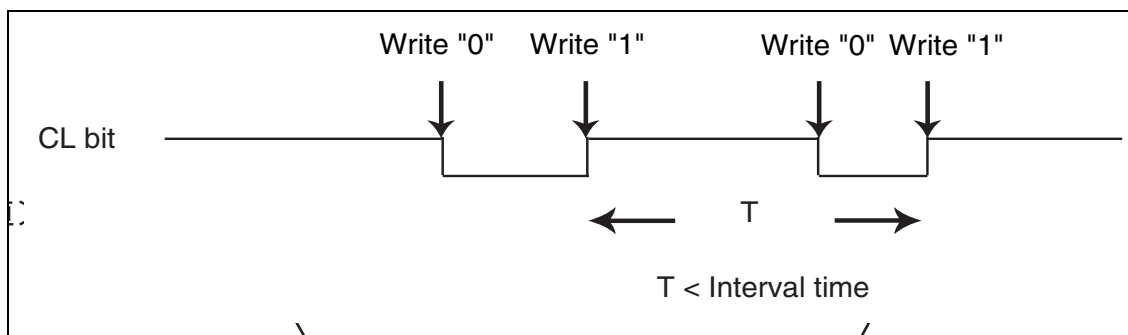 Write "0" Write "1" Write "0" Write "1"
CL bit
T
T < Interval time